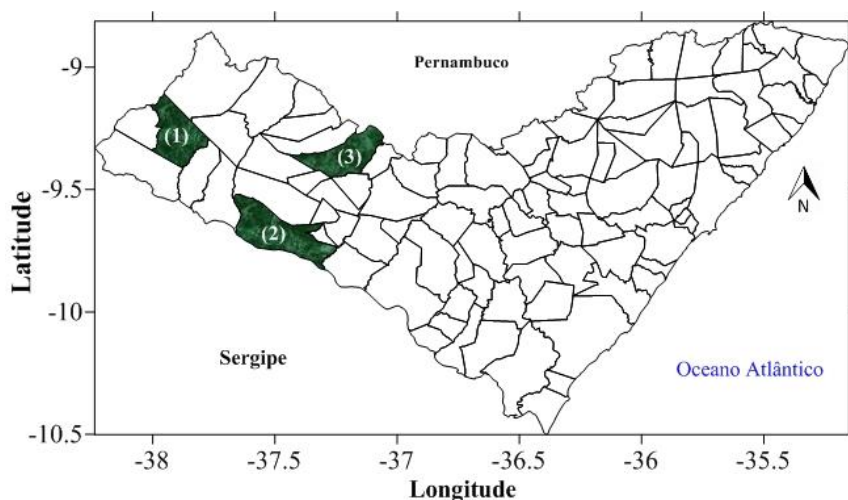 Pernambuco
-9
(1)
(3)
-9.5
N
(2)
Latitude
-10
Sergipe
Oceano Atlântico
-10.5
-38 -37.5 -37 -36.5 -36 -35.5
Longitude